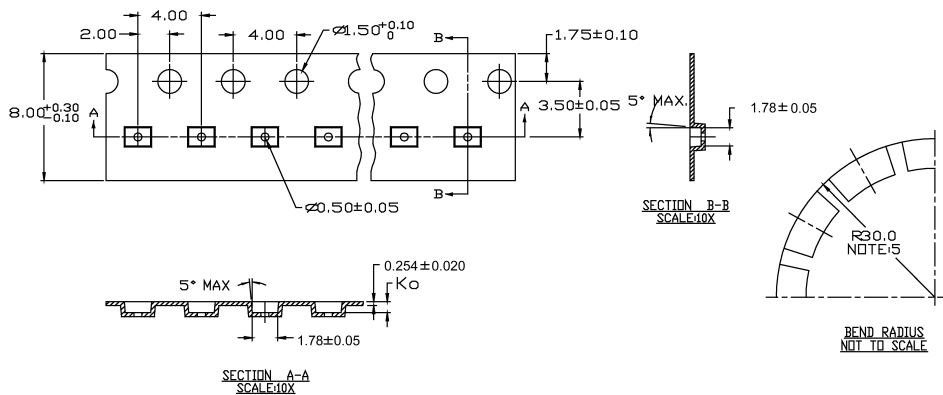 4.00
2.00
4.00
⌀1.50 +0.10 0
B
1.75±0.10
8.00 +0.30 -0.10
A
A
3.50±0.05
5° MAX.
1.78±0.05
B
⌀0.50±0.05
SECTION B-B
SCALE:10X
R30.0
NOTE:5
0.254±0.020
5° MAX
Ko
1.78±0.05
BEND RADIUS
NOT TO SCALE
SECTION A-A
SCALE:10X